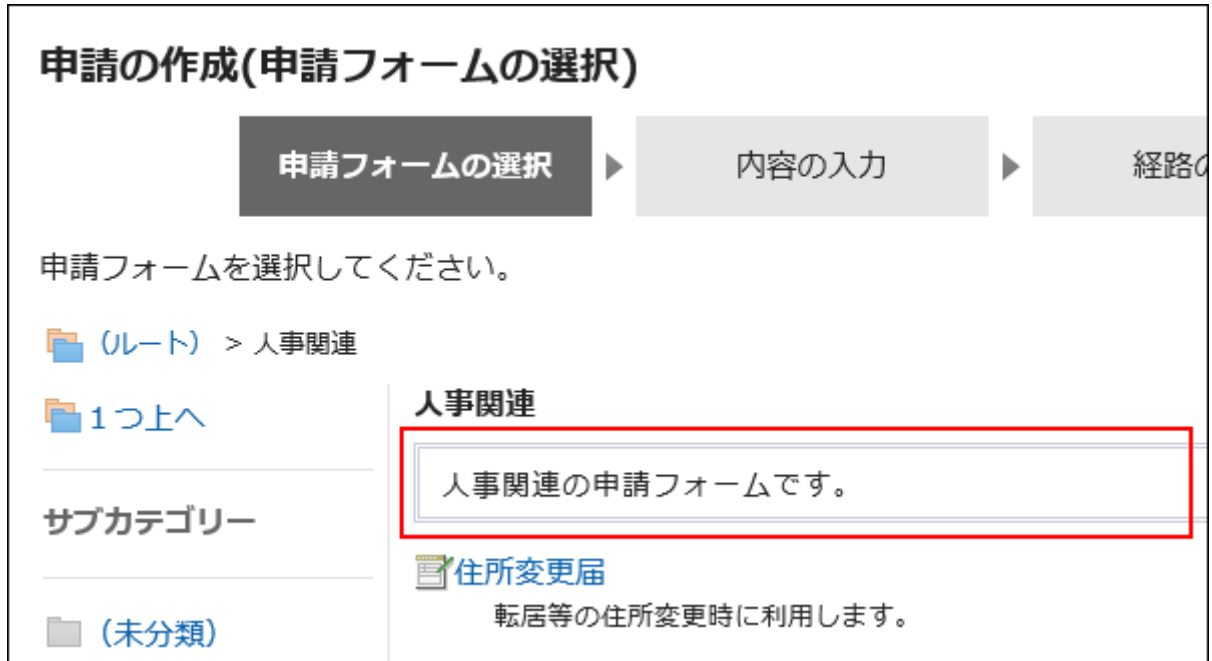 申請の作成(申請フォームの選択)
申請フォームの選択
内容の入力
経路の
申請フォームを選択してください。
(ルート) > 人事関連
1つ上へ
サブカテゴリー
(未分類)
人事関連
人事関連の申請フォームです。
住所変更届
転居等の住所変更時に利用します。